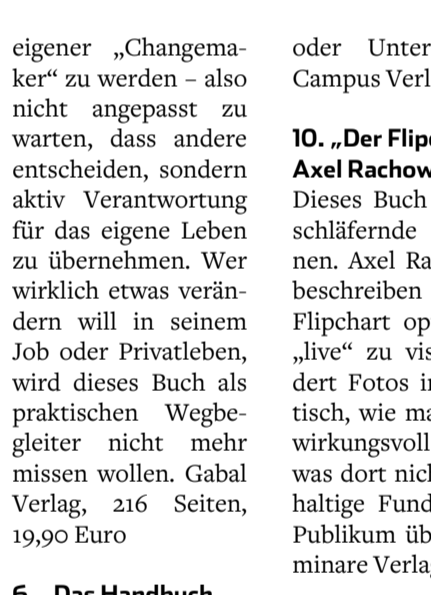 eigener „Changema-
ker“ zu werden – also
nicht angepasst zu
warten, dass andere
entscheiden, sondern
aktiv Verantwortung
für das eigene Leben
zu übernehmen. Wer
wirklich etwas verän-
dern will in seinem
Job oder Privatleben,
wird dieses Buch als
praktischen Wegbe-
gleiter nicht mehr
missen wollen. Gabal
Verlag, 216 Seiten,
19,90 Euro
6. Das Handbuch
oder Unter
Campus Verl
10. „Der Flip
Axel Rachow
Dieses Buch
schläfernde
nen. Axel Ra
beschreiben
Flipchart op
„live“ zu vis
dert Fotos i
tisch, wie ma
wirkungsvoll
was dort nic
haltige Fund
Publikum üb
minare Verla